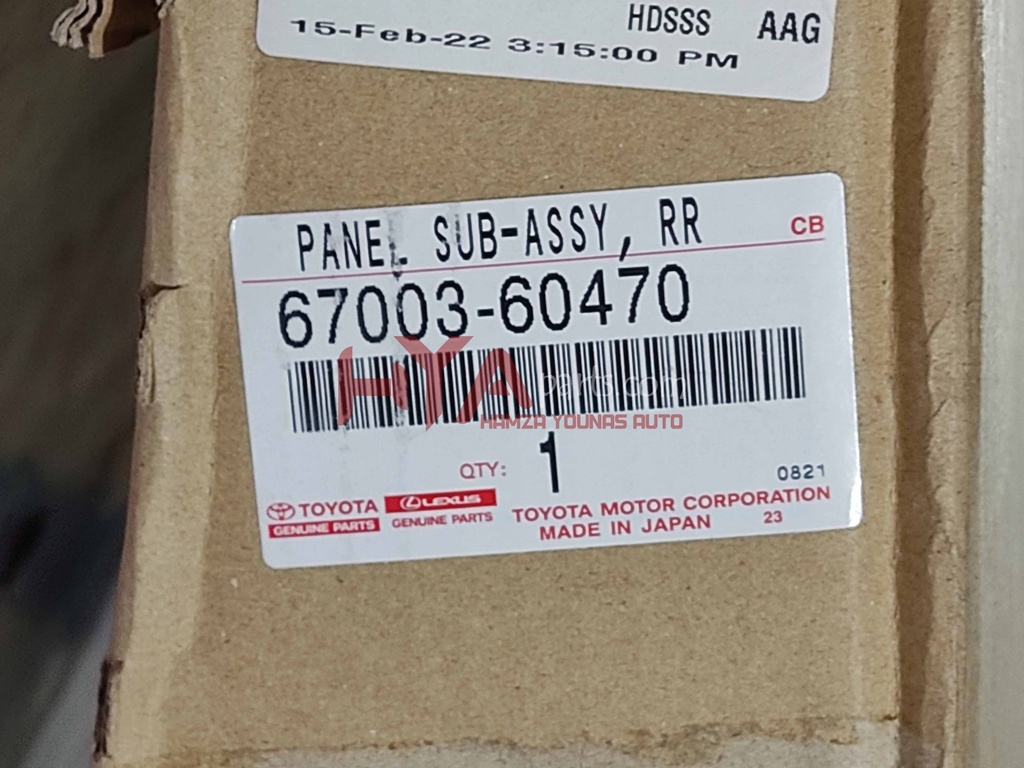 HDSSS AAG
15-Feb-22 3:15:00 PM
PANEL SUB-ASSY, RR CB
67003-60470
HYA parts.com
HAMZA YOUNAS AUTO
QTY: 1
0821
TOYOTA LEXUS
GENUINE PARTS GENUINE PARTS
TOYOTA MOTOR CORPORATION
MADE IN JAPAN 23